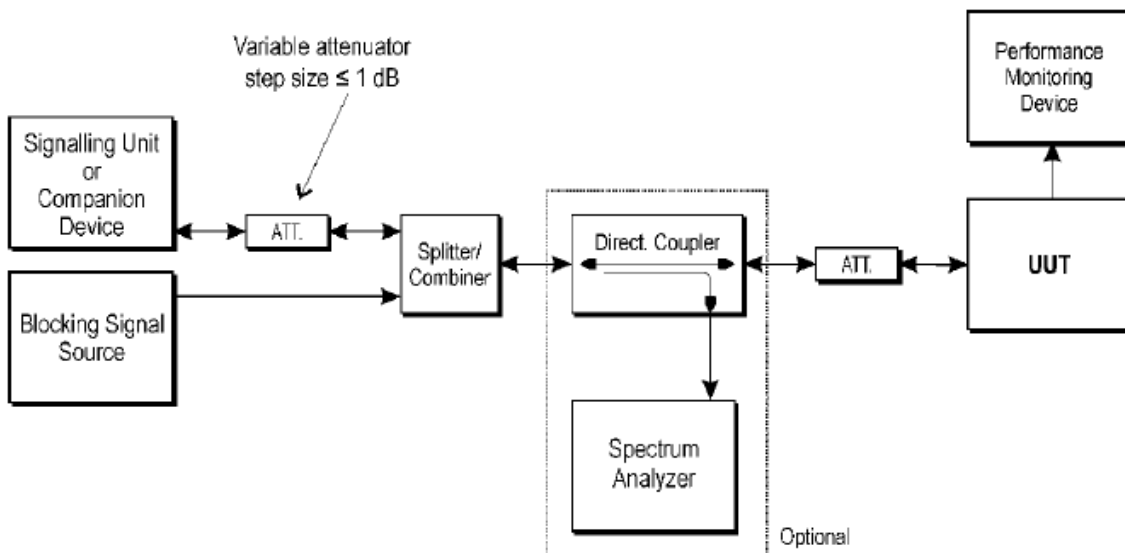 Variable attenuator
step size ≤ 1 dB
Performance
Monitoring
Device
Signalling Unit
or
Companion
Device
ATT.
Splitter/
Combiner
Direct. Coupler
ATT.
UUT
Blocking Signal
Source
Spectrum
Analyzer
Optional